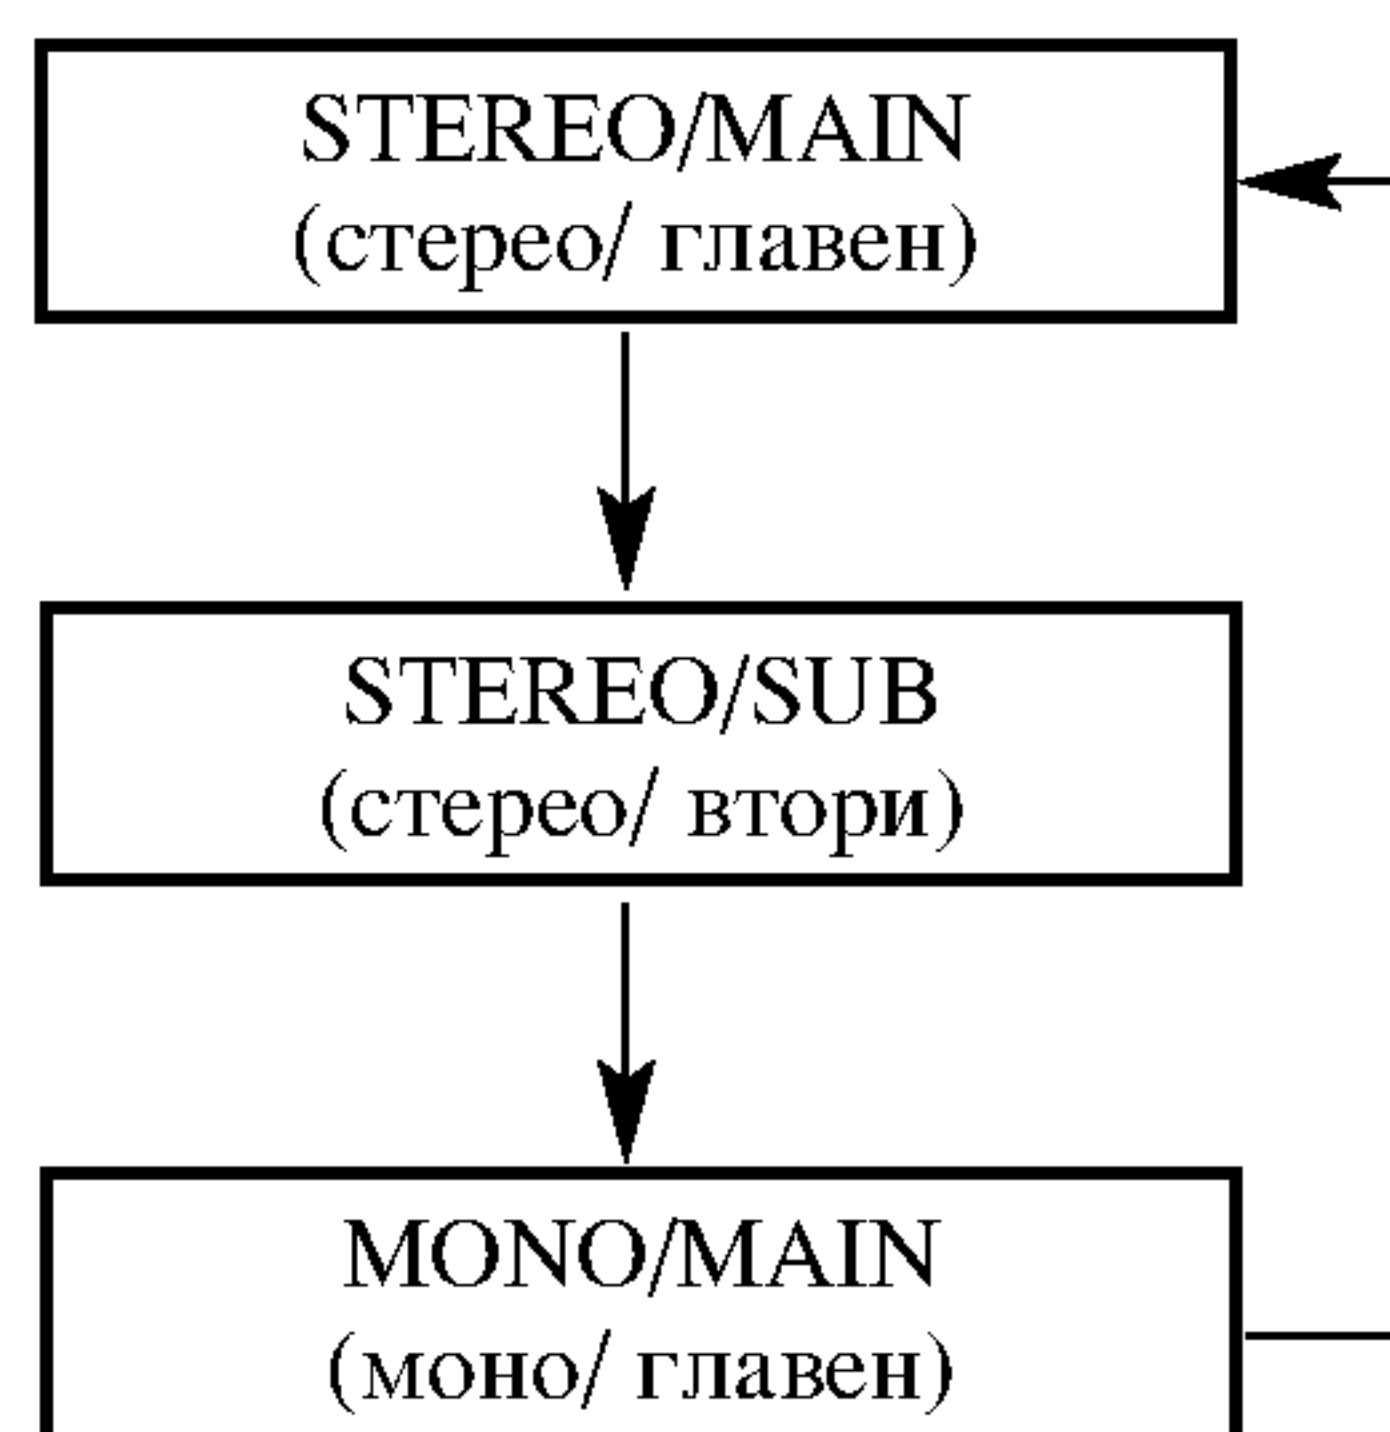 STEREO/MAIN
(стерео/ главен)
STEREO/SUB
(стерео/ втори)
MONO/MAIN
(моно/ главен)